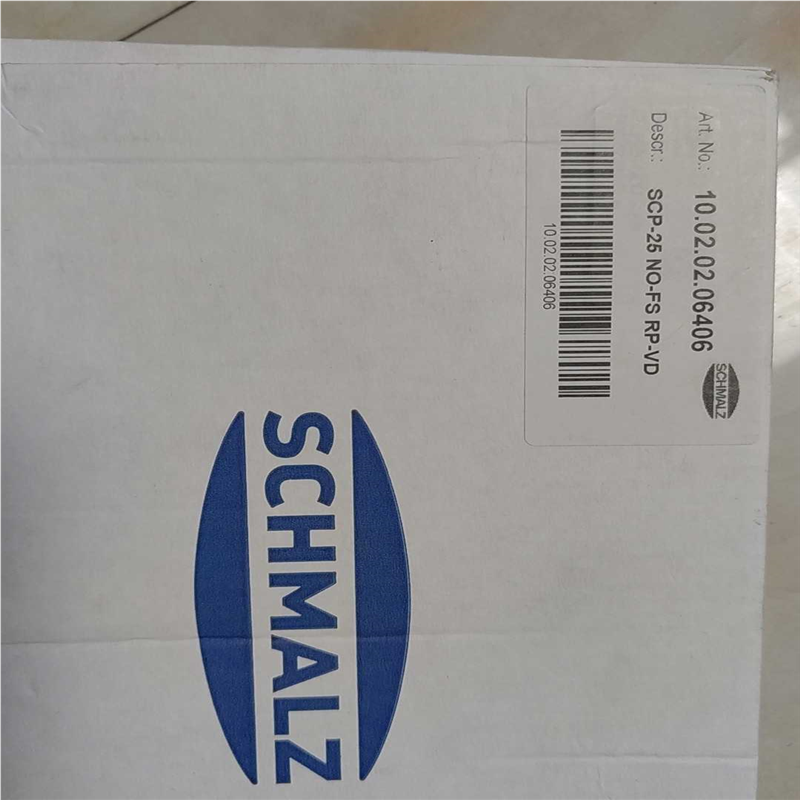 Art. No.: 10.02.02.06406
Descr.: SCP-25 NO-FS RP-VD
10.02.02.06406
SCHMALZ
SCHMALZ